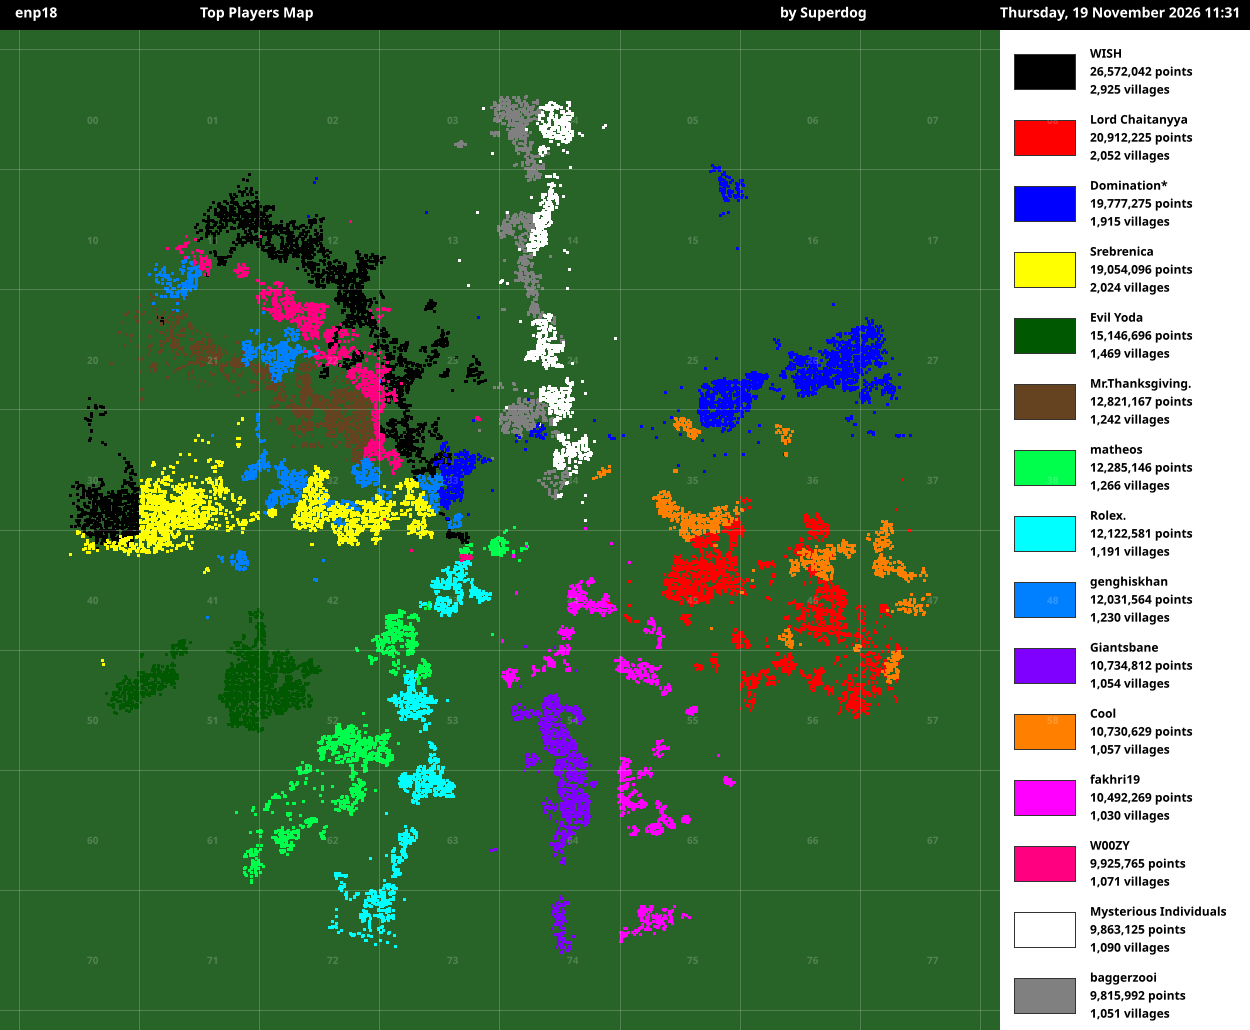 enp18 Top Players Map by Superdog Thursday, 19 November 2026 11:31
WISH
26,572,042 points
2,925 villages
Lord Chaitanyya
20,912,225 points
2,052 villages
Domination*
19,777,275 points
1,915 villages
Srebrenica
19,054,096 points
2,024 villages
Evil Yoda
15,146,696 points
1,469 villages
Mr.Thanksgiving.
12,821,167 points
1,242 villages
matheos
12,285,146 points
1,266 villages
Rolex.
12,122,581 points
1,191 villages
genghiskhan
12,031,564 points
1,230 villages
Giantsbane
10,734,812 points
1,054 villages
Cool
10,730,629 points
1,057 villages
fakhri19
10,492,269 points
1,030 villages
W00ZY
9,925,765 points
1,071 villages
Mysterious Individuals
9,863,125 points
1,090 villages
baggerzooi
9,815,992 points
1,051 villages
00 01 02 05 06 07
10 12 13 14 17
20 21 22 25 27
33 37
40 42 47
50 51 52 53 54 55 56 57
60 61 62 63 64 65 66 67
70 71 72 73 74 75 76 77